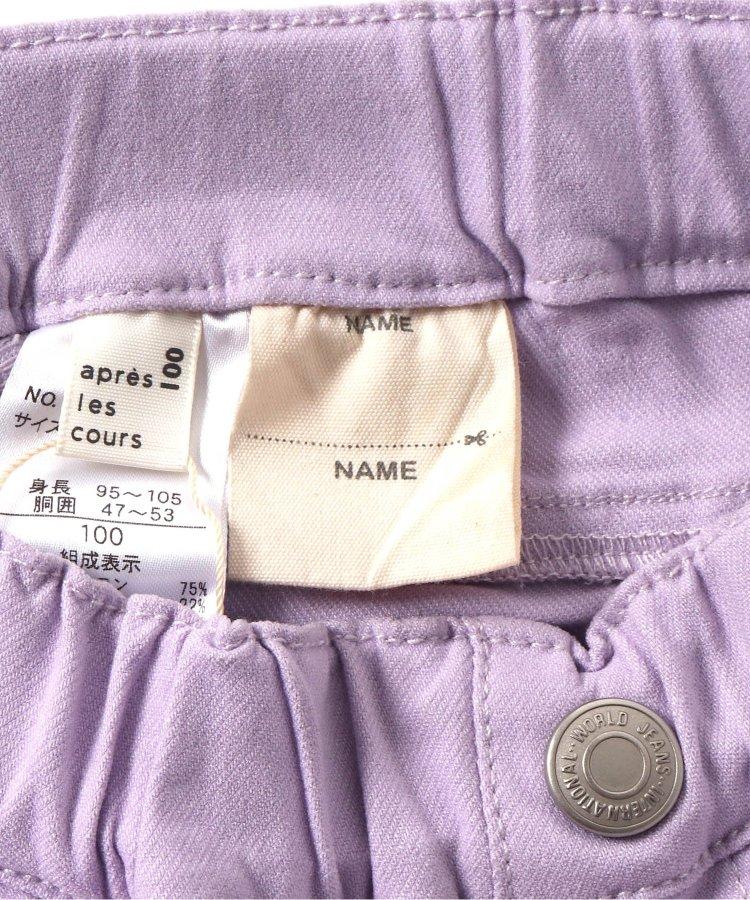 NAME
NAME
après
les
cours
100
NO.
サイズ
身長 95～105
胴囲 47～53
100
組成表示
75%
WORLD JEANS INTERNATIONAL